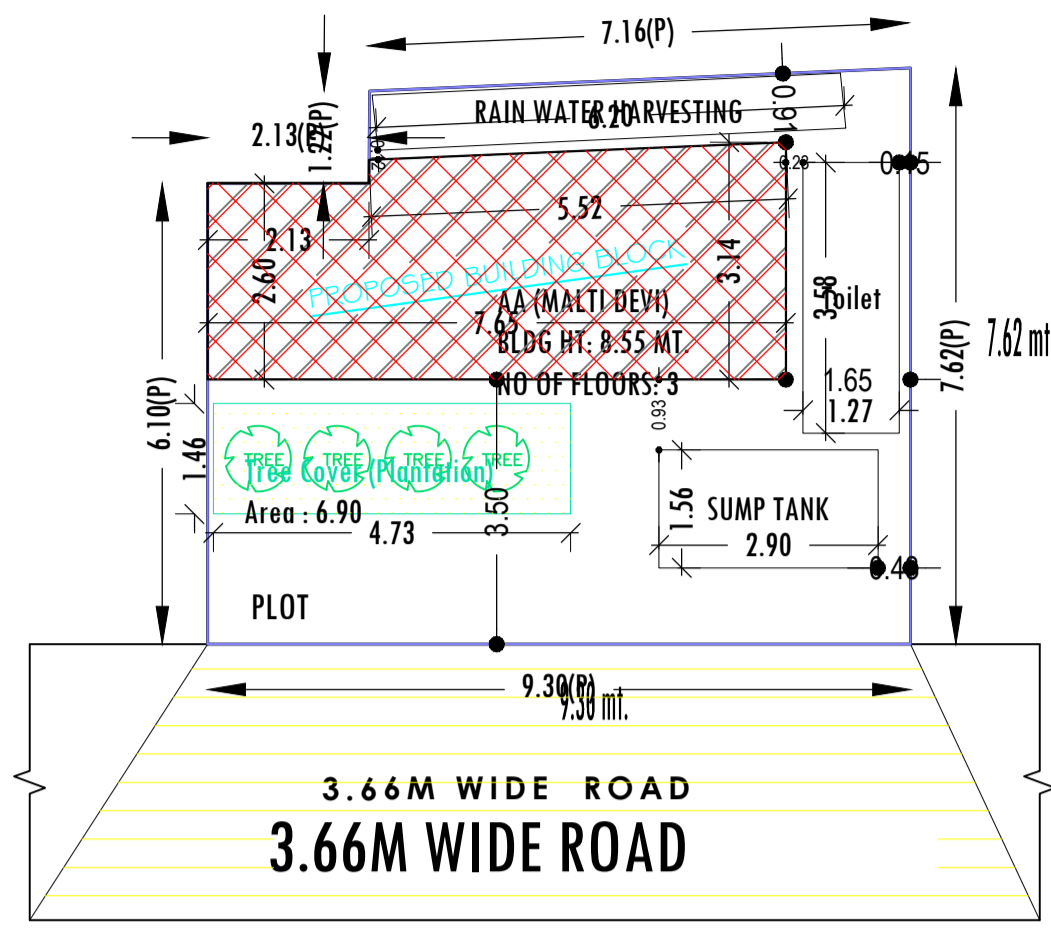 7.16(P)
RAIN WATER HARVESTING
6.20
0.91
2.13(P)
1.22(P)
0.23
5.52
2.13
2.60
3.14
PROPOSED BUILDING BLOCK
AA (MALTI DEVI)
7.65
BLDG HT: 8.55 MT.
NO OF FLOORS: 3
Toilet
3.58
7.62(P)
7.62 mt
6.10(P)
1.65
1.27
0.93
1.46
TREE TREE TREE TREE
Tree Cover (Plantation)
Area : 6.90
4.73
3.50
1.56
SUMP TANK
2.90
PLOT
9.30(P)
9.30 mt.
3.66M WIDE ROAD
3.66M WIDE ROAD